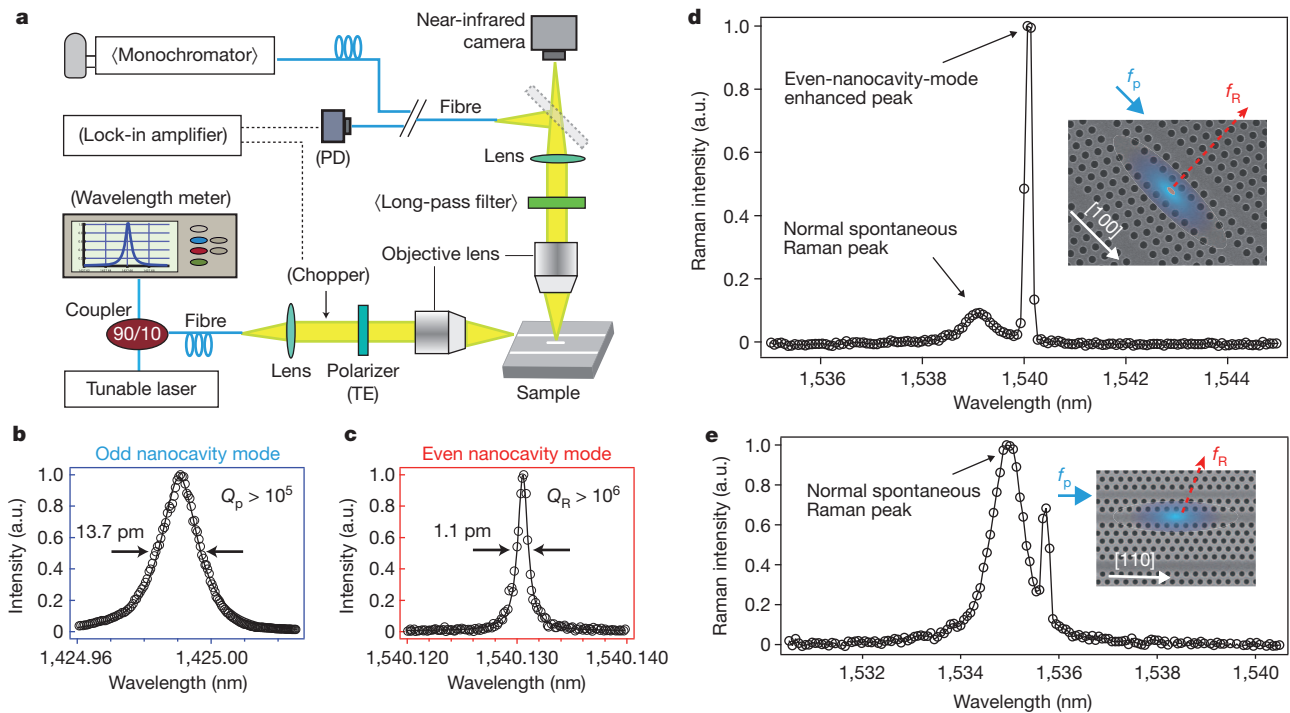 a
Near-infrared
camera
⟨Monochromator⟩
Fibre
(Lock-in amplifier)
(PD)
Lens
(Wavelength meter)
⟨Long-pass filter⟩
Objective lens
(Chopper)
Coupler
90/10
Fibre
Tunable laser
Lens
Polarizer
(TE)
Sample
b
Odd nanocavity mode
Intensity (a.u.)
1.0
0.8
0.6
0.4
0.2
0
Qp > 10⁵
13.7 pm
1,424.96
1,425.00
Wavelength (nm)
c
Even nanocavity mode
Intensity (a.u.)
1.0
0.8
0.6
0.4
0.2
0
QR > 10⁶
1.1 pm
1,540.120
1,540.130
1,540.140
Wavelength (nm)
d
Raman intensity (a.u.)
1.0
0.8
0.6
0.4
0.2
0
Even-nanocavity-mode
enhanced peak
Normal spontaneous
Raman peak
fp
fR
[100]
1,536
1,538
1,540
1,542
1,544
Wavelength (nm)
e
Raman intensity (a.u.)
1.0
0.8
0.6
0.4
0.2
0
Normal spontaneous
Raman peak
fp
fR
[110]
1,532
1,534
1,536
1,538
1,540
Wavelength (nm)